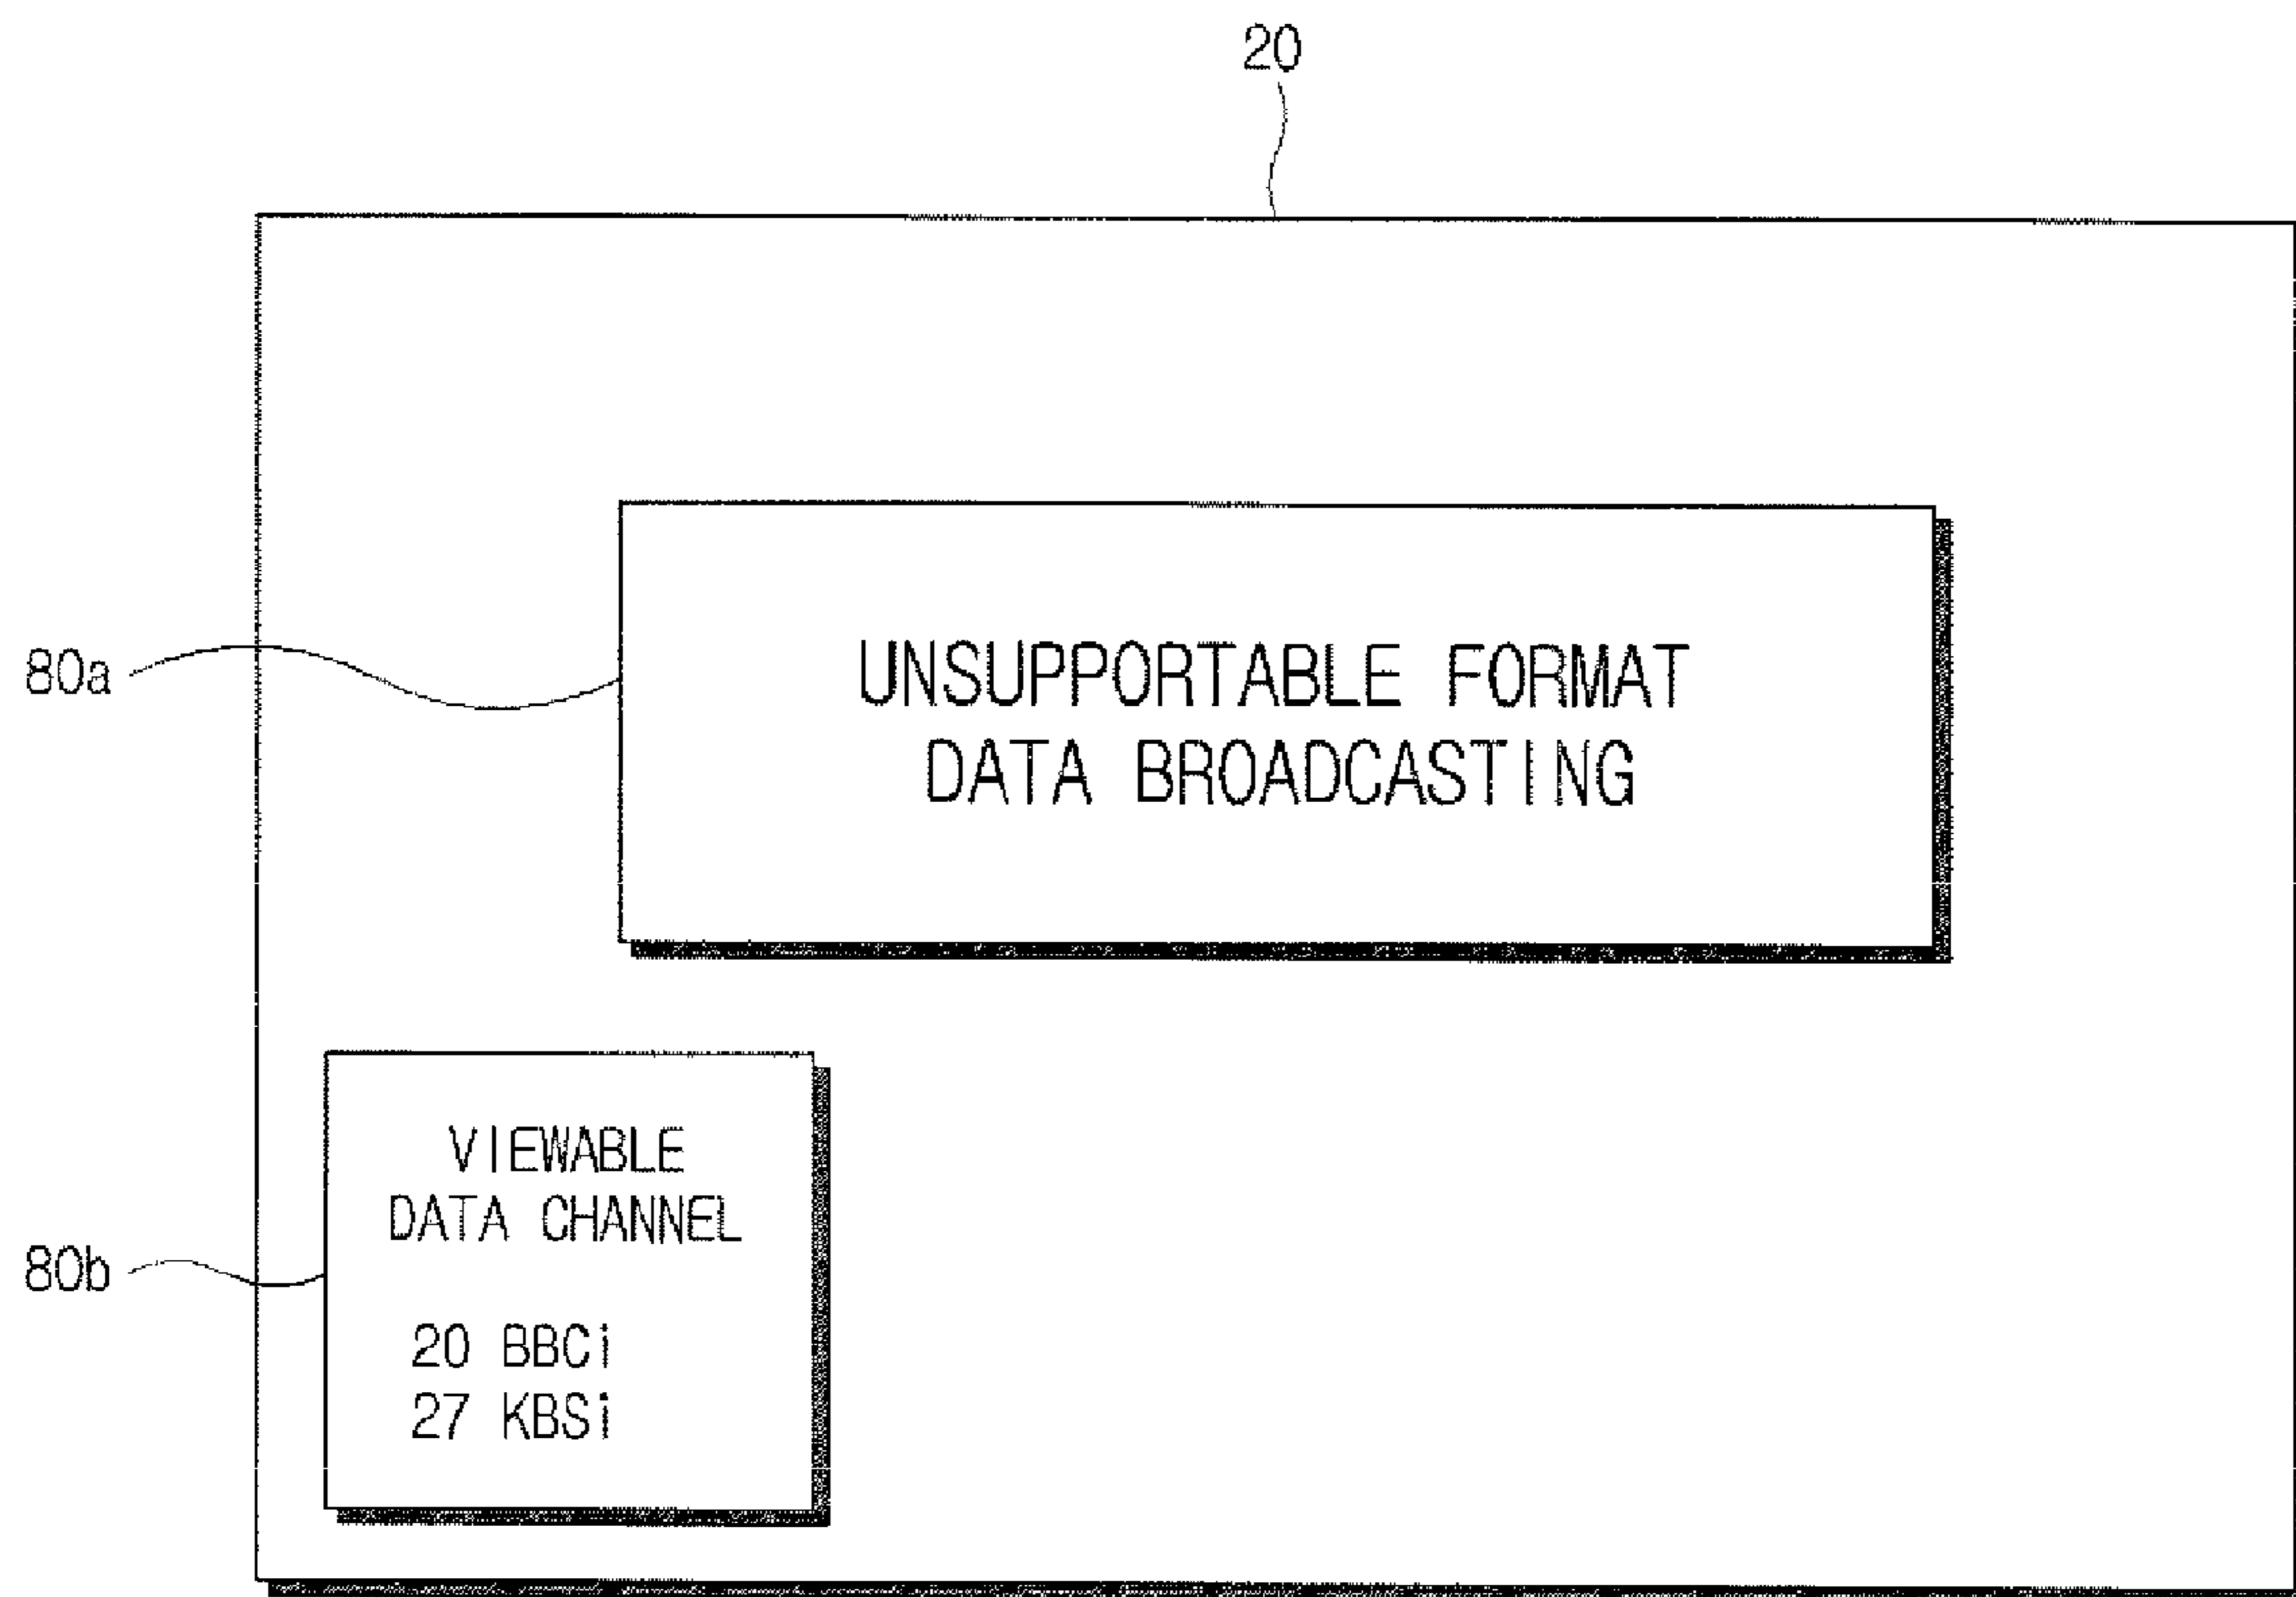 20
80a
UNSUPPORTABLE FORMAT
DATA BROADCASTING
80b
VIEWABLE
DATA CHANNEL
20 BBCi
27 KBSi